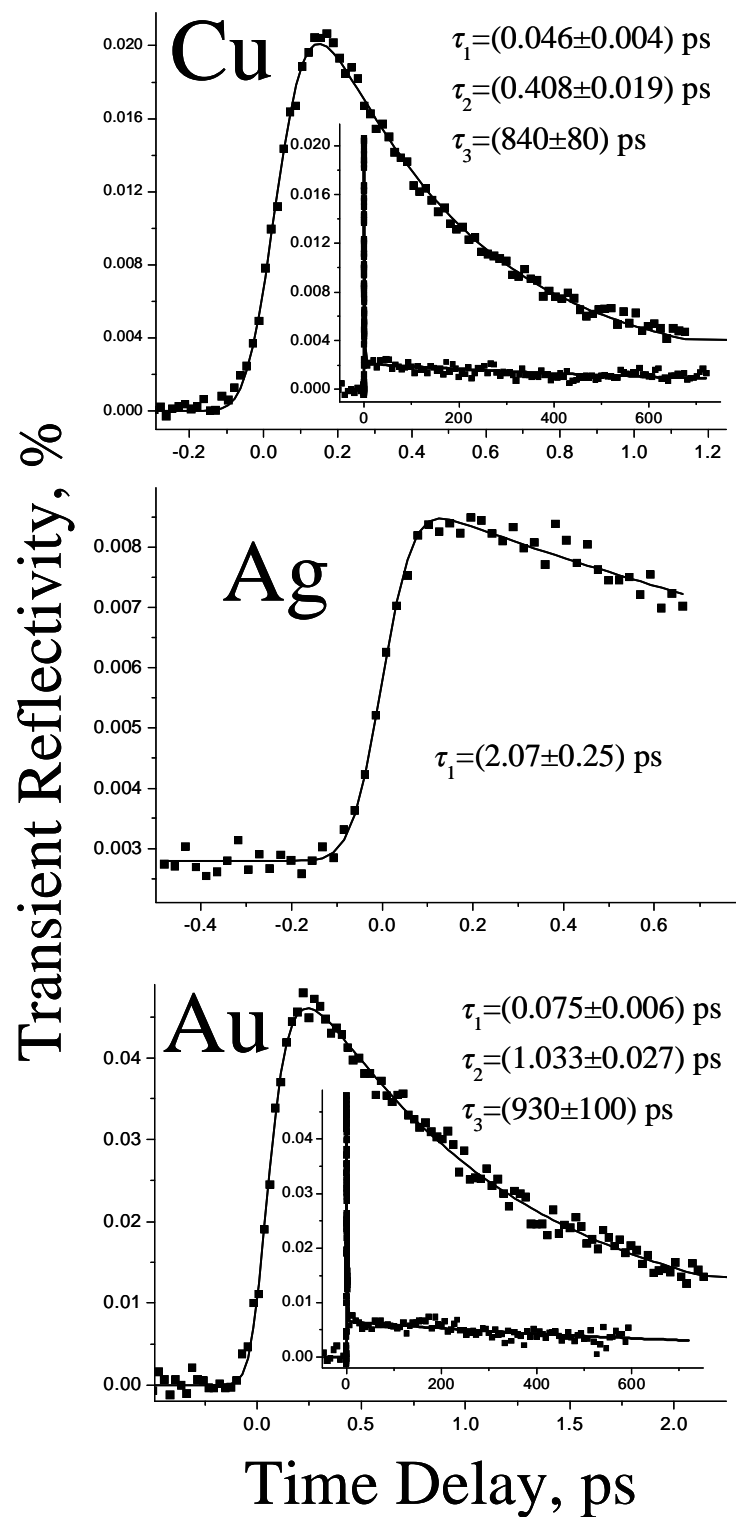 Transient Reflectivity, %
Cu
τ1=(0.046±0.004) ps
τ2=(0.408±0.019) ps
τ3=(840±80) ps
0.020
0.016
0.012
0.008
0.004
0.000
-0.2 0.0 0.2 0.4 0.6 0.8 1.0 1.2
0.020
0.016
0.012
0.008
0.004
0.000
0 200 400 600
Ag
τ1=(2.07±0.25) ps
0.008
0.007
0.006
0.005
0.004
0.003
-0.4 -0.2 0.0 0.2 0.4 0.6
Au
τ1=(0.075±0.006) ps
τ2=(1.033±0.027) ps
τ3=(930±100) ps
0.04
0.03
0.02
0.01
0.00
0.0 0.5 1.0 1.5 2.0
0.04
0.03
0.02
0.01
0.00
0 200 400 600
Time Delay, ps